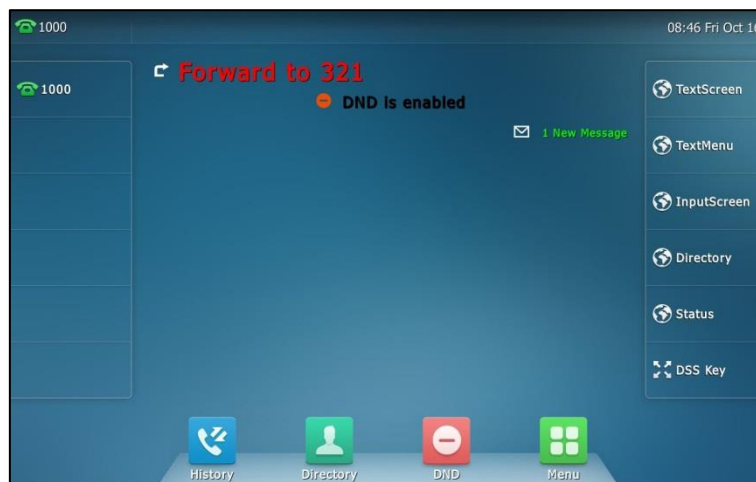 1000
08:46 Fri Oct 16
1000
Forward to 321
DND is enabled
1 New Message
TextScreen
TextMenu
InputScreen
Directory
Status
DSS Key
History
Directory
DND
Menu